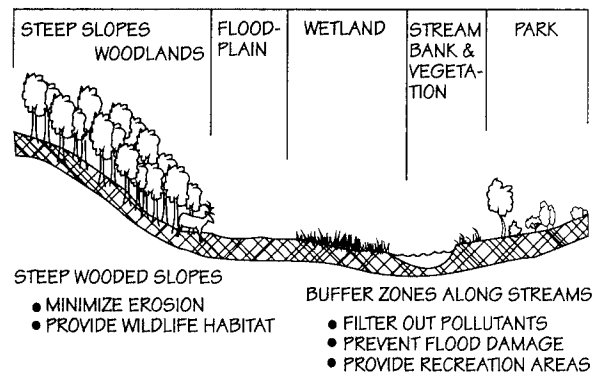 STEEP SLOPES
WOODLANDS
FLOOD-
PLAIN
WETLAND
STREAM
BANK &
VEGETA-
TION
PARK
STEEP WOODED SLOPES
● MINIMIZE EROSION
● PROVIDE WILDLIFE HABITAT
BUFFER ZONES ALONG STREAMS
● FILTER OUT POLLUTANTS
● PREVENT FLOOD DAMAGE
● PROVIDE RECREATION AREAS